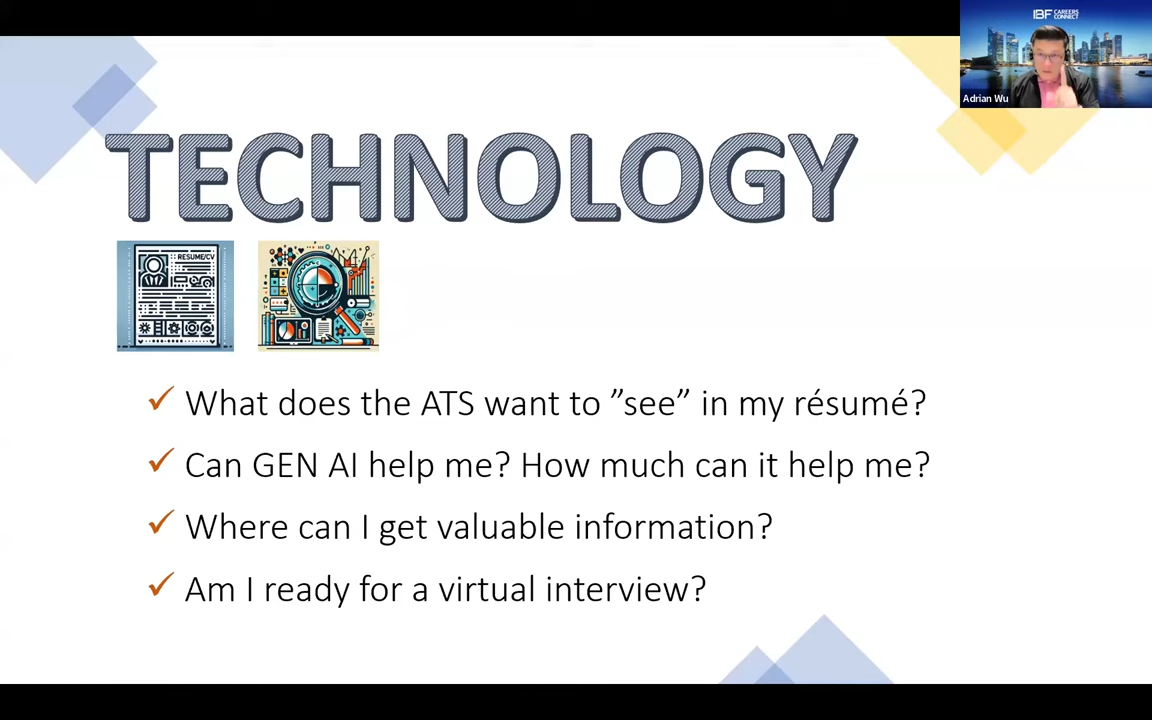 IBF CAREERS CONNECT
Adrian Wu
TECHNOLOGY
RESUME/CV
What does the ATS want to ”see” in my résumé?
Can GEN AI help me? How much can it help me?
Where can I get valuable information?
Am I ready for a virtual interview?